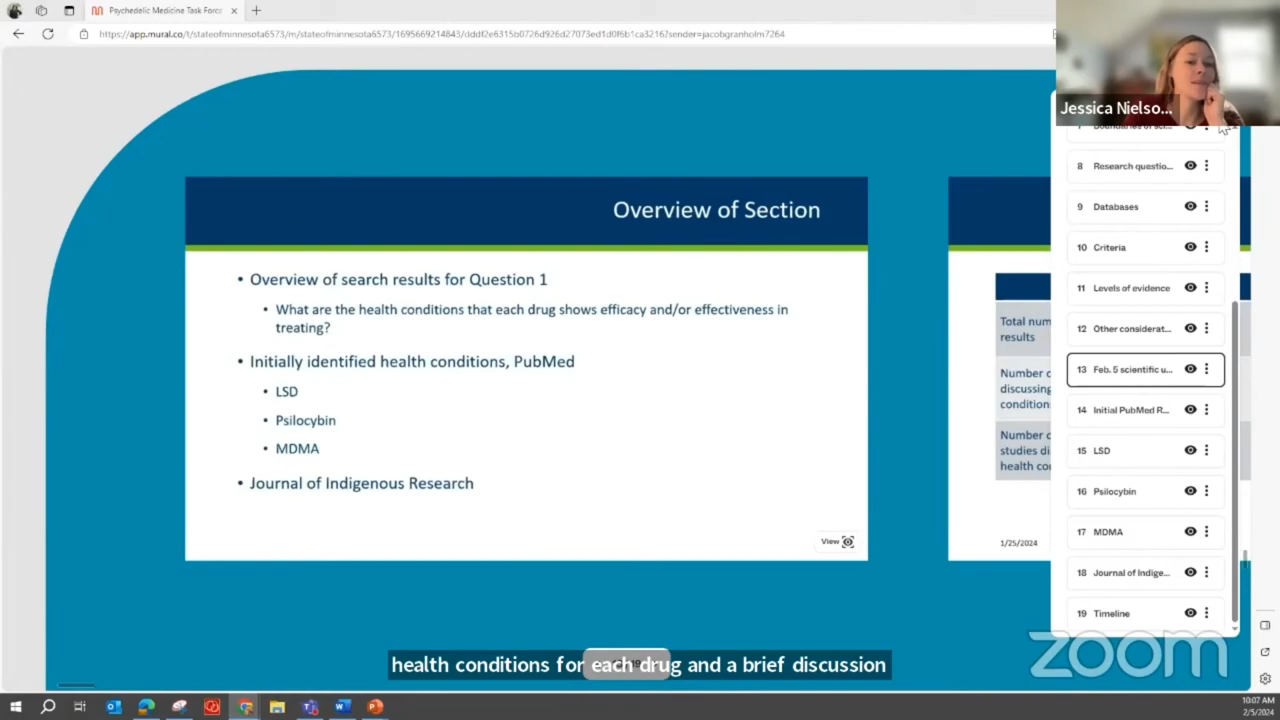 Psychedelic Medicine Task Force
https://app.mural.co/t/stateofminnesota6573/m/stateofminnesota6573/1695669214843/dddf2e6315b0726d926d27073ed1d0f6b1ca3216?sender=jacobgranholm7264
Jessica Nielso...
Overview of Section
• Overview of search results for Question 1
• What are the health conditions that each drug shows efficacy and/or effectiveness in
treating?
• Initially identified health conditions, PubMed
• LSD
• Psilocybin
• MDMA
• Journal of Indigenous Research
View
Total num
results
Number o
discussing
condition
Number o
studies di
health co
1/25/2024
8 Research questio...
9 Databases
10 Criteria
11 Levels of evidence
12 Other considerat...
13 Feb. 5 scientific u...
14 Initial PubMed R...
15 LSD
16 Psilocybin
17 MDMA
18 Journal of Indige...
19 Timeline
health conditions for each drug and a brief discussion
zoom
10:07 AM
2/5/2024